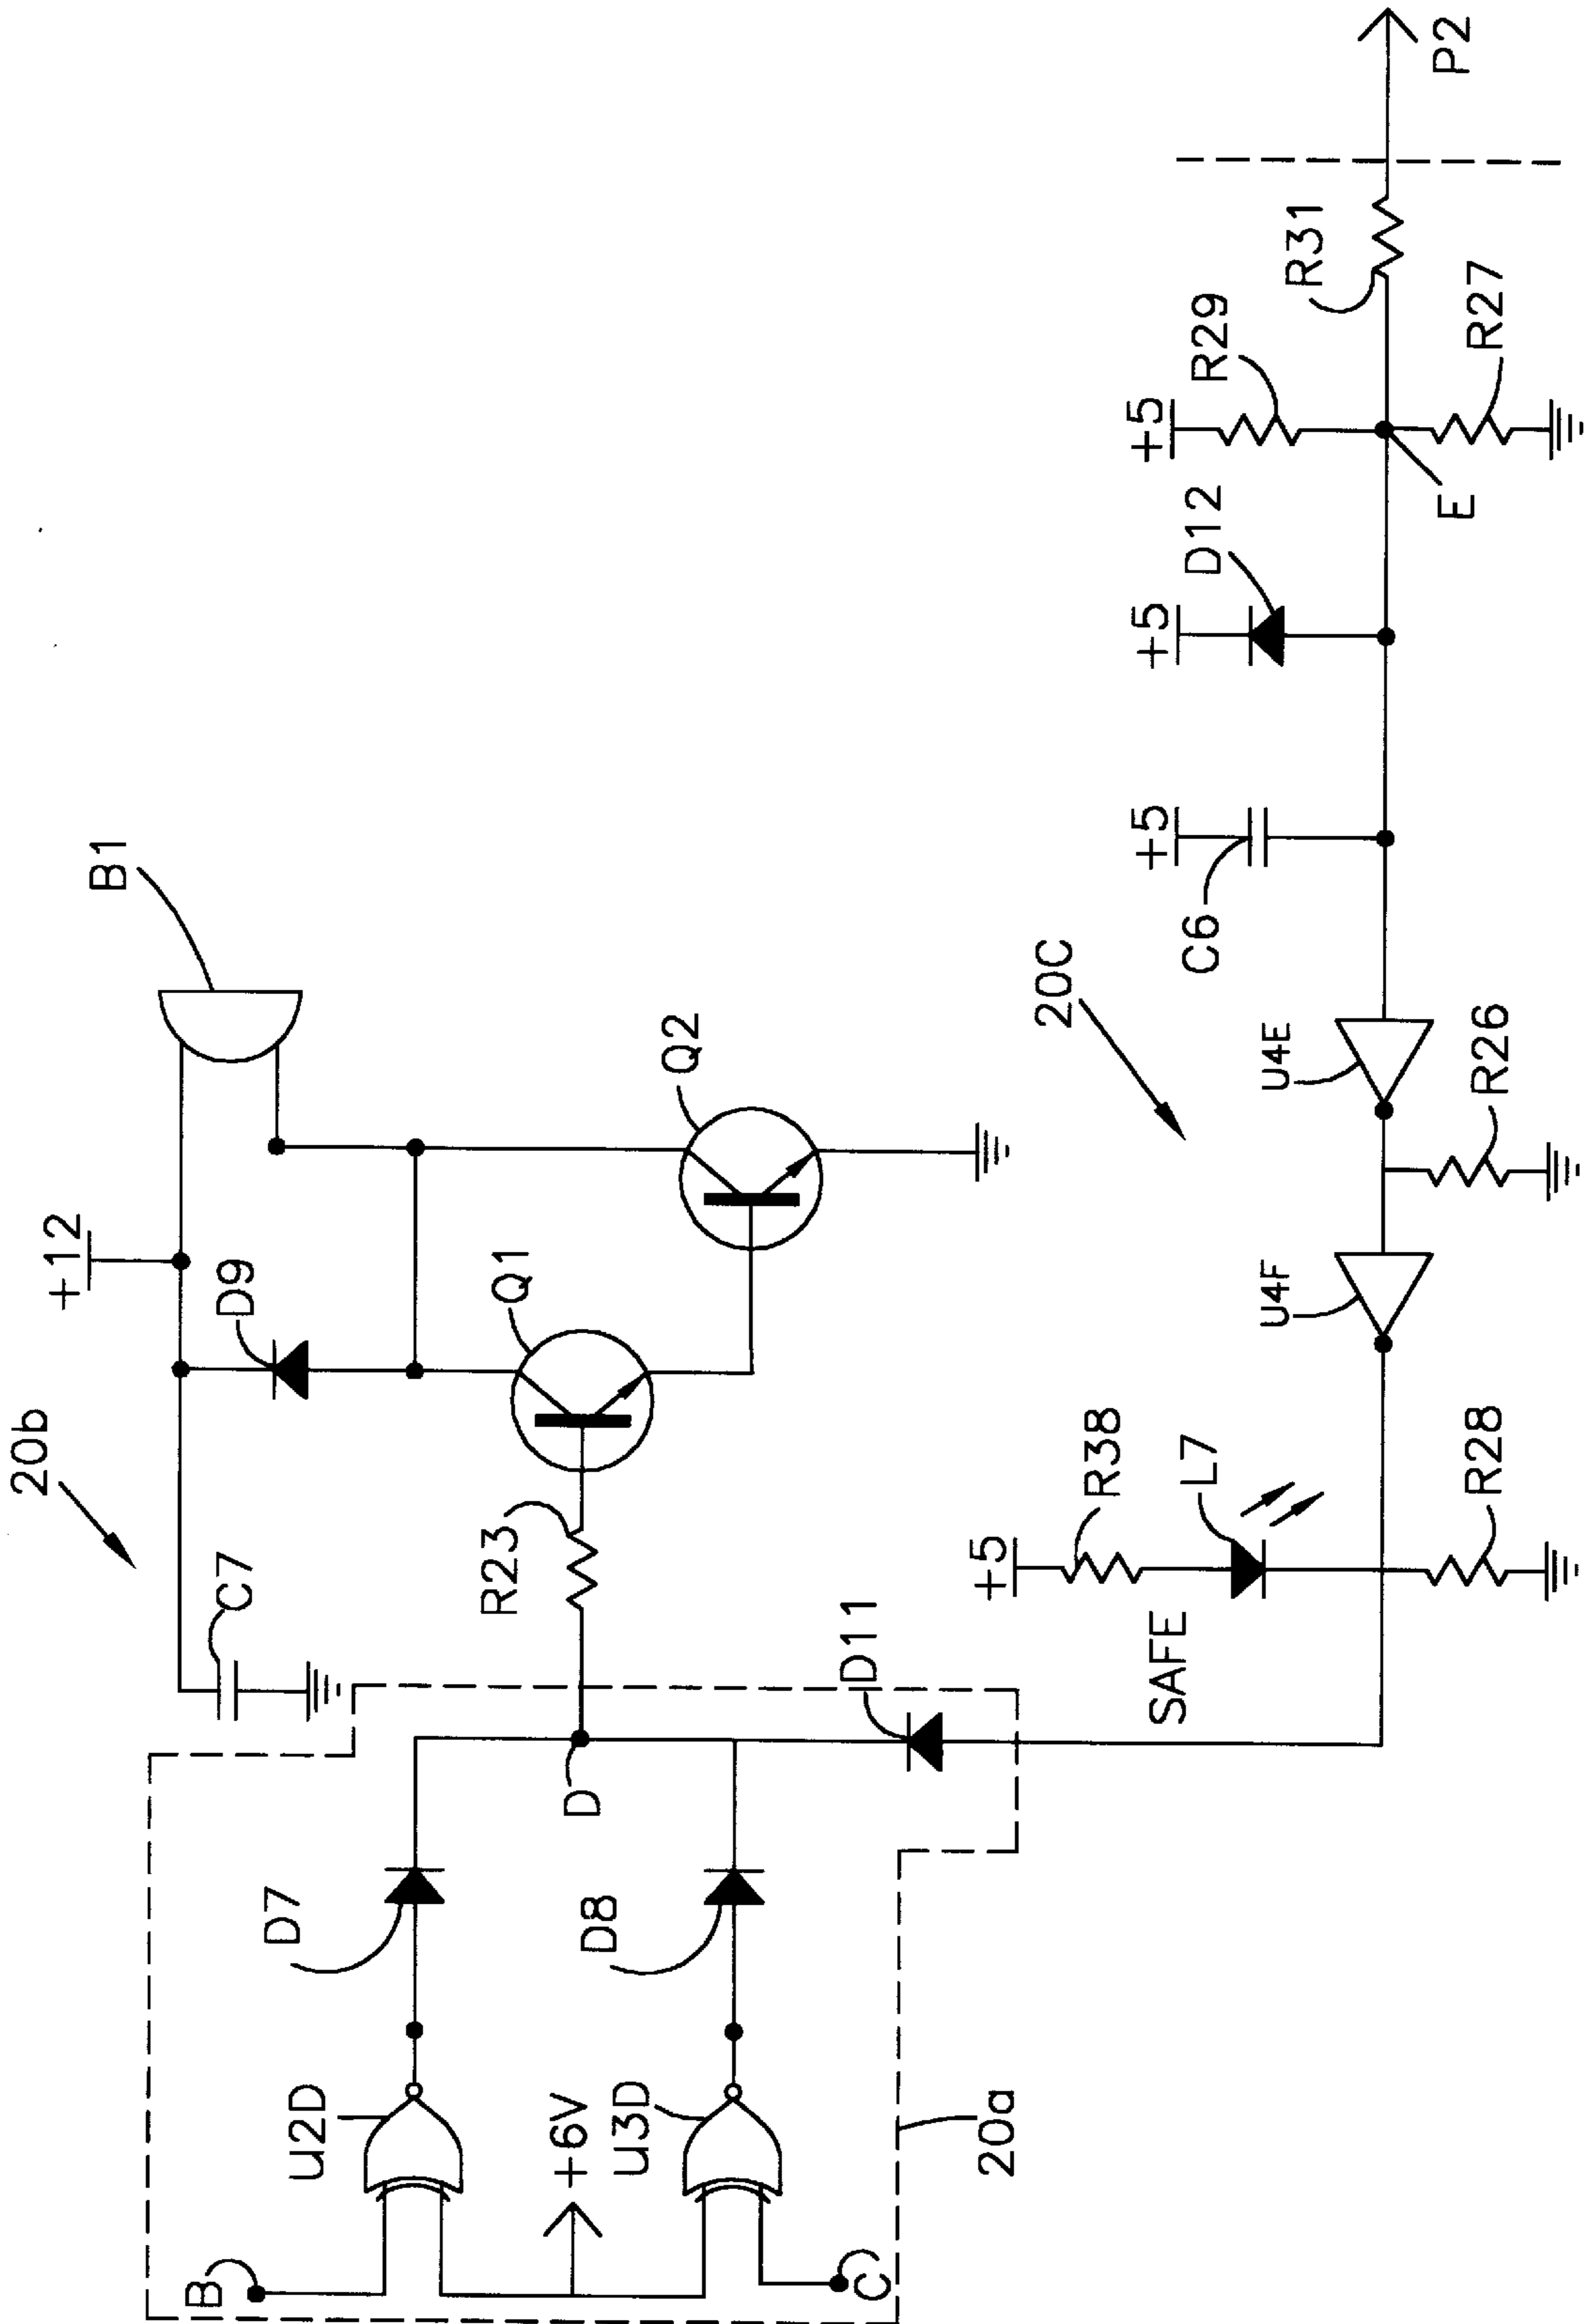 20b
+12
B1
D9
C7
Q1
Q2
R23
D7
D
D8
D11
B
U2D
+6V
U3D
C
20a
20C
+5
R38
L7
SAFE
R28
U4F
U4E
R26
+5
C6
+5
D12
+5
R29
R31
E
R27
P2